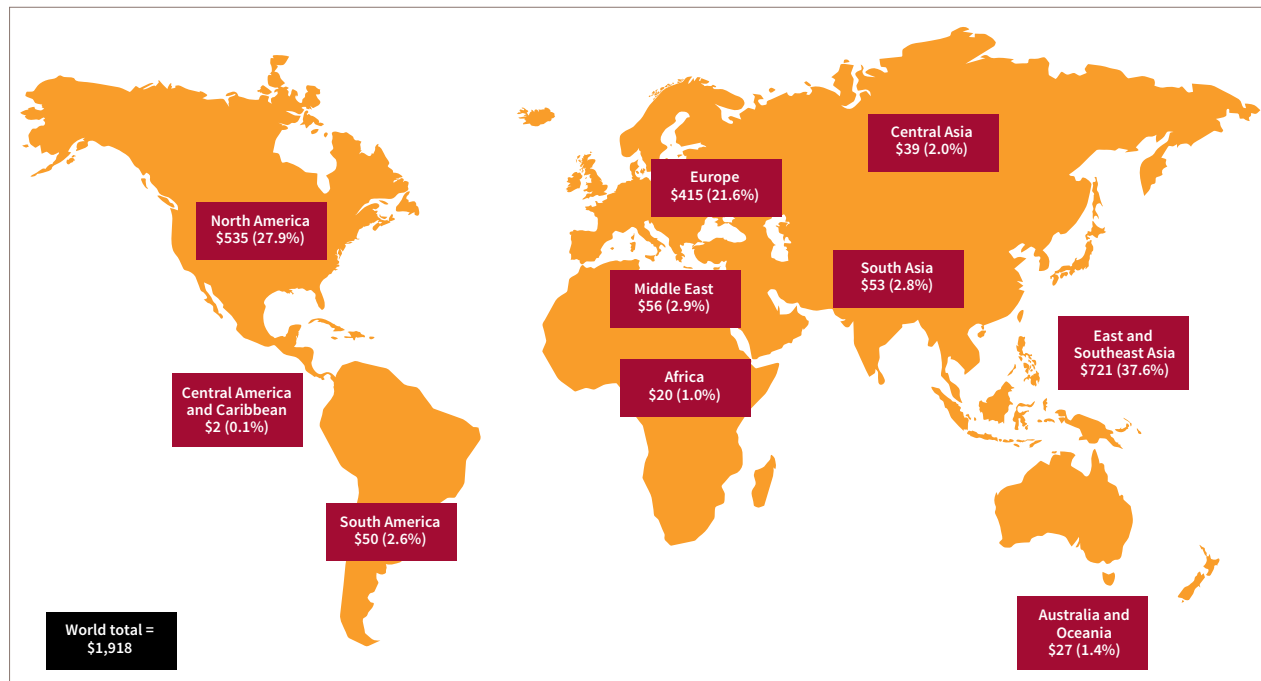 Central Asia
$39 (2.0%)
Europe
$415 (21.6%)
North America
$535 (27.9%)
South Asia
$53 (2.8%)
Middle East
$56 (2.9%)
East and
Southeast Asia
$721 (37.6%)
Africa
$20 (1.0%)
Central America
and Caribbean
$2 (0.1%)
South America
$50 (2.6%)
Australia and
Oceania
$27 (1.4%)
World total =
$1,918